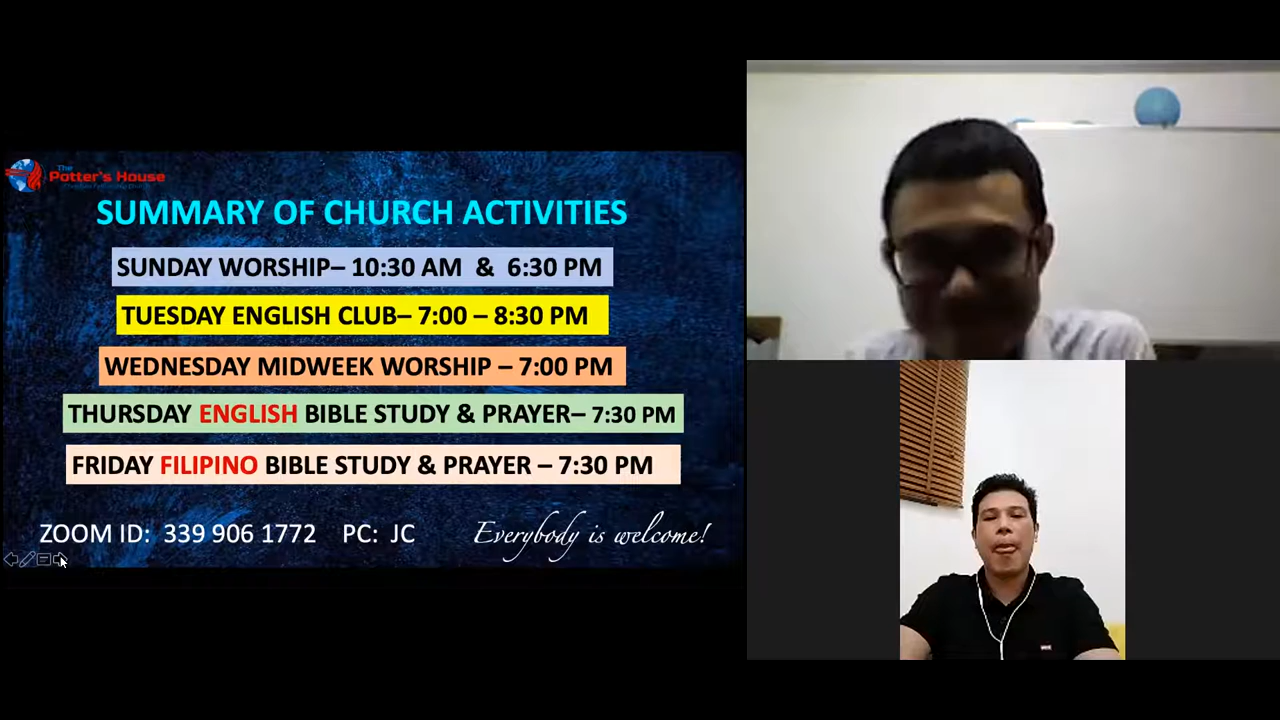 The
Potter's House
SUMMARY OF CHURCH ACTIVITIES
SUNDAY WORSHIP– 10:30 AM & 6:30 PM
TUESDAY ENGLISH CLUB– 7:00 – 8:30 PM
WEDNESDAY MIDWEEK WORSHIP – 7:00 PM
THURSDAY ENGLISH BIBLE STUDY & PRAYER– 7:30 PM
FRIDAY FILIPINO BIBLE STUDY & PRAYER – 7:30 PM
ZOOM ID: 339 906 1772 PC: JC Everybody is welcome!